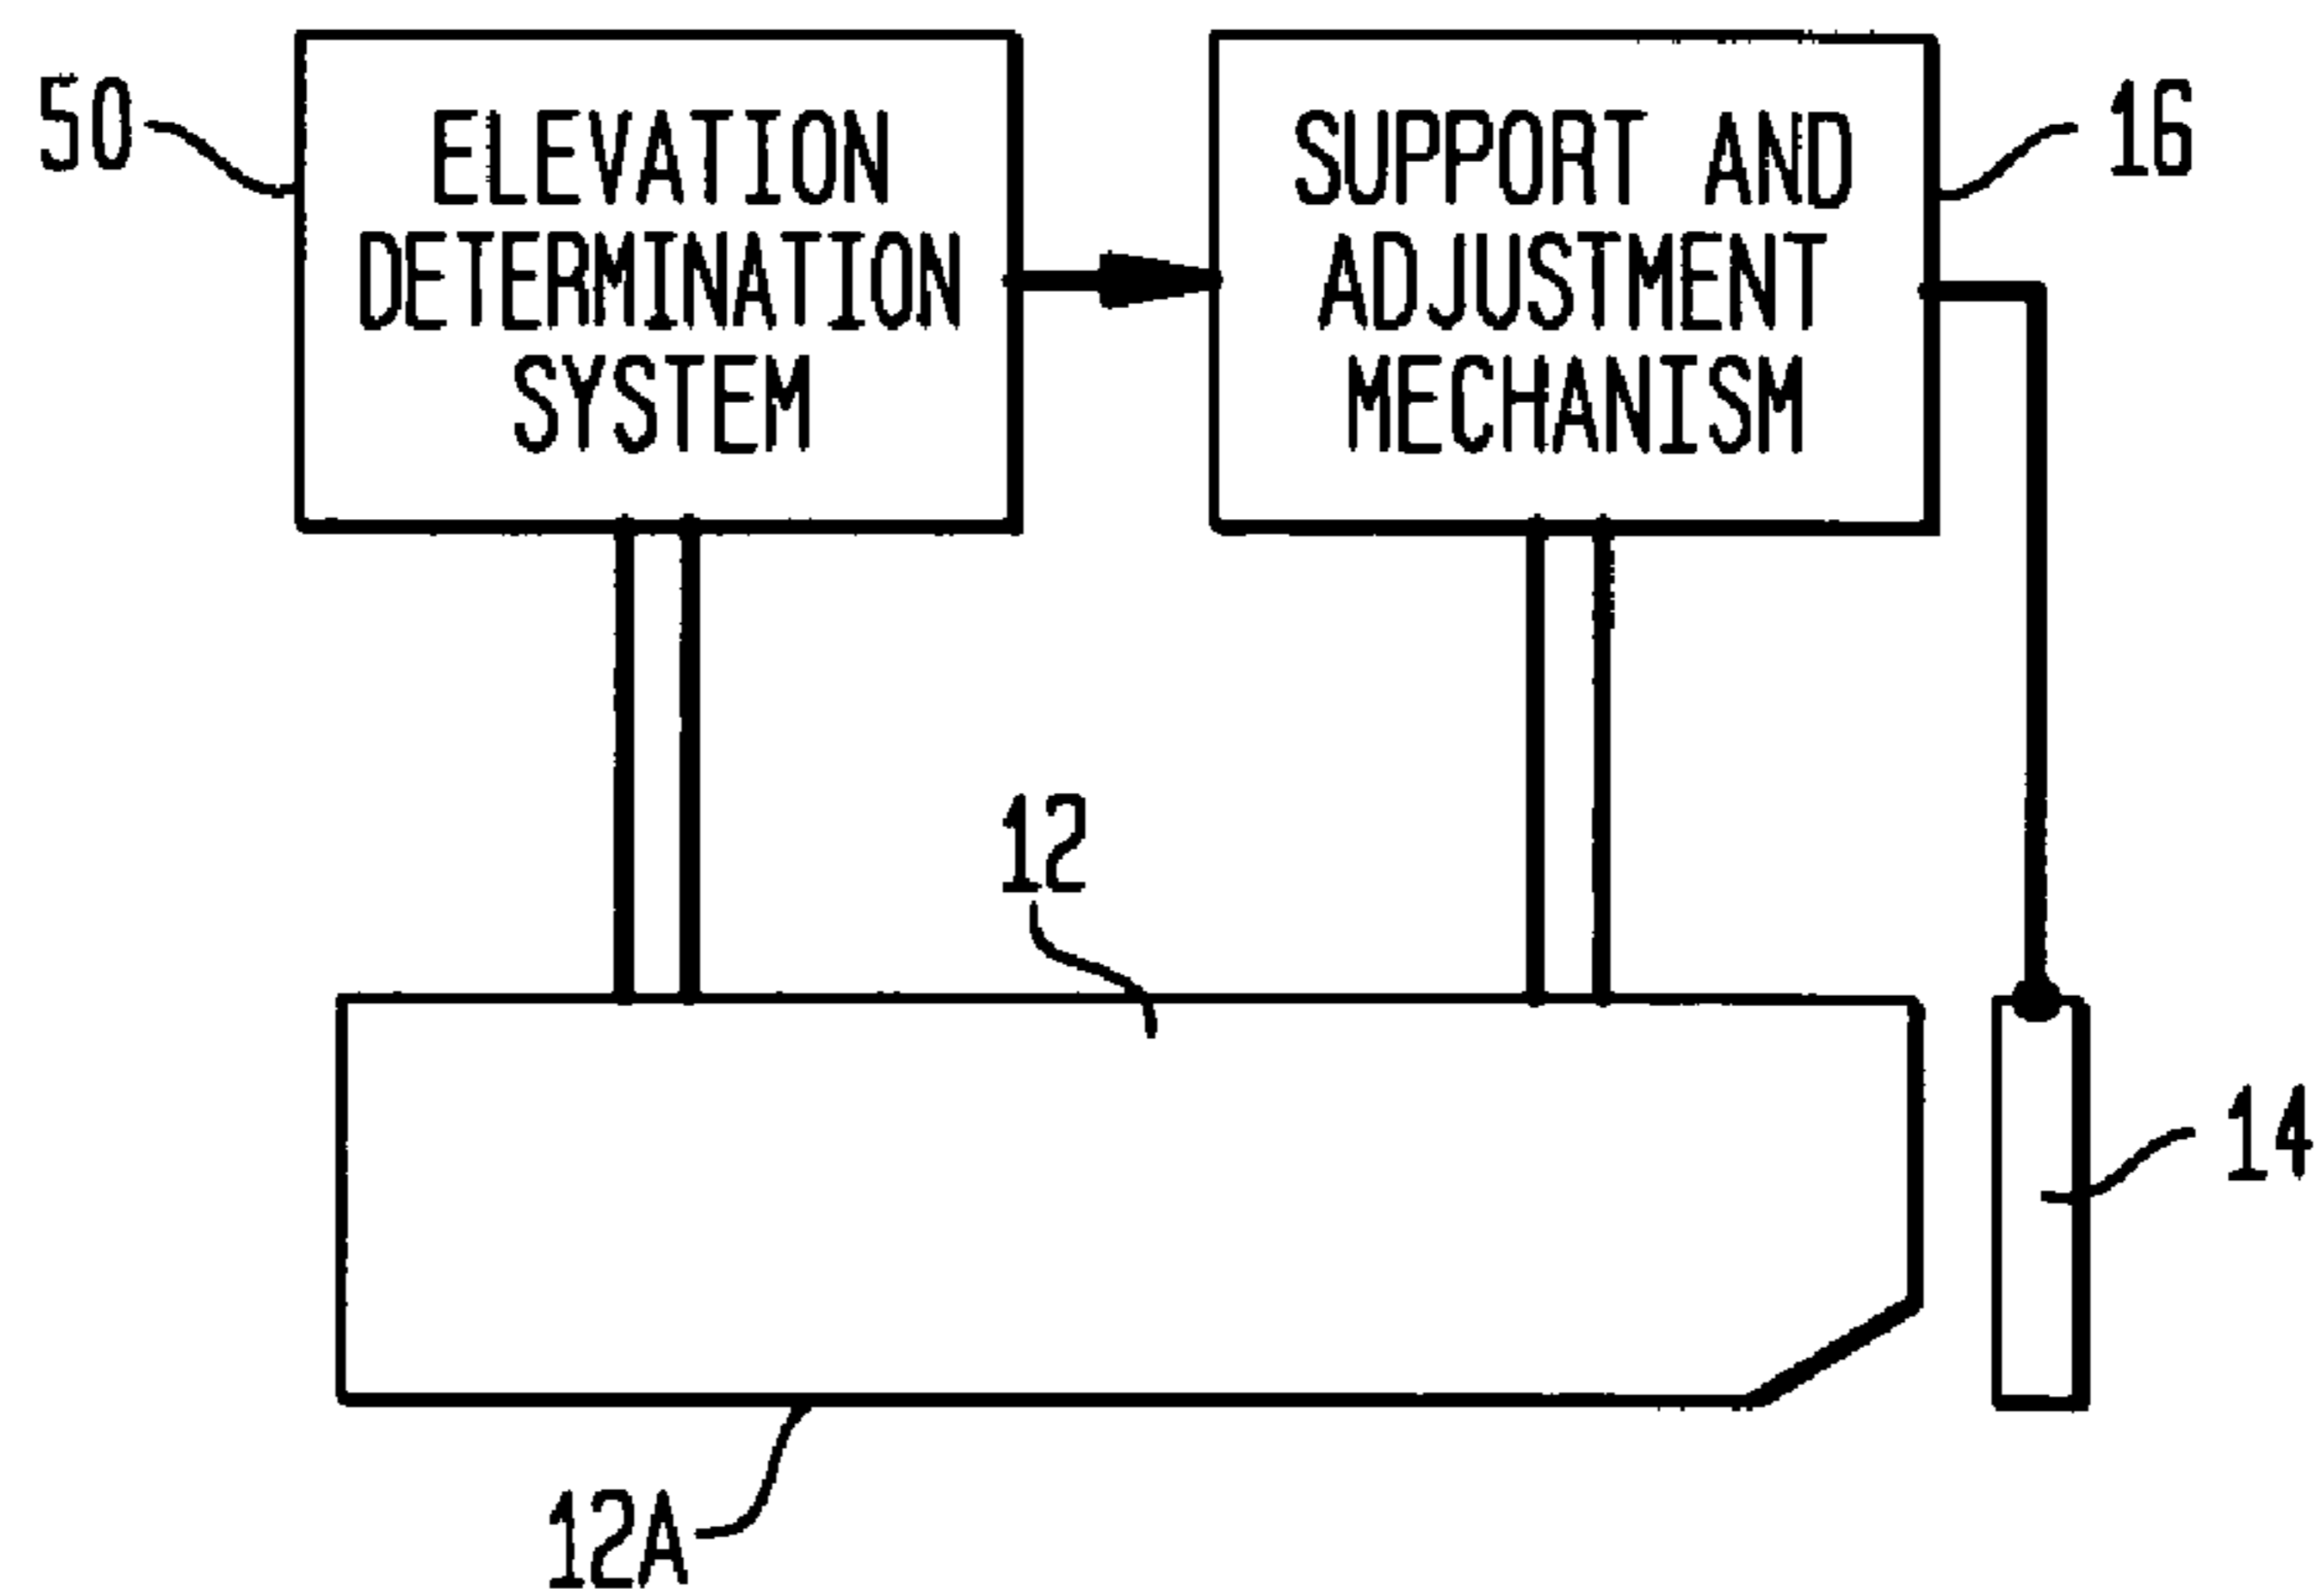 50
ELEVATION
DETERMINATION
SYSTEM
SUPPORT AND
ADJUSTMENT
MECHANISM
16
12
14
12A